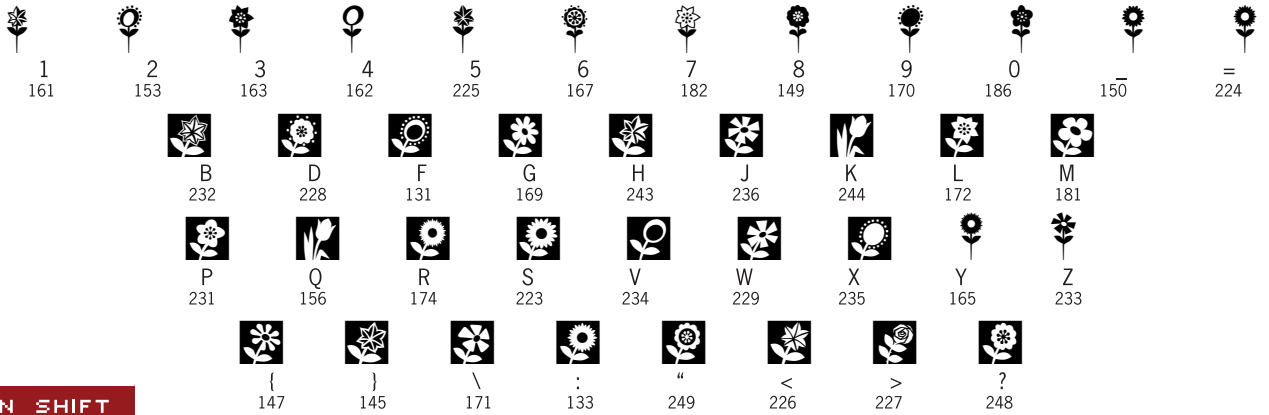 1 2 3 4 5 6 7 8 9 0 _ =
161 153 163 162 225 167 182 149 170 186 150 224
B D F G H J K L M
232 228 131 169 243 236 244 172 181
P Q R S V W X Y Z
231 156 174 223 234 229 235 165 233
{ } \ : “ < > ?
147 145 171 133 249 226 227 248
N SHIFT